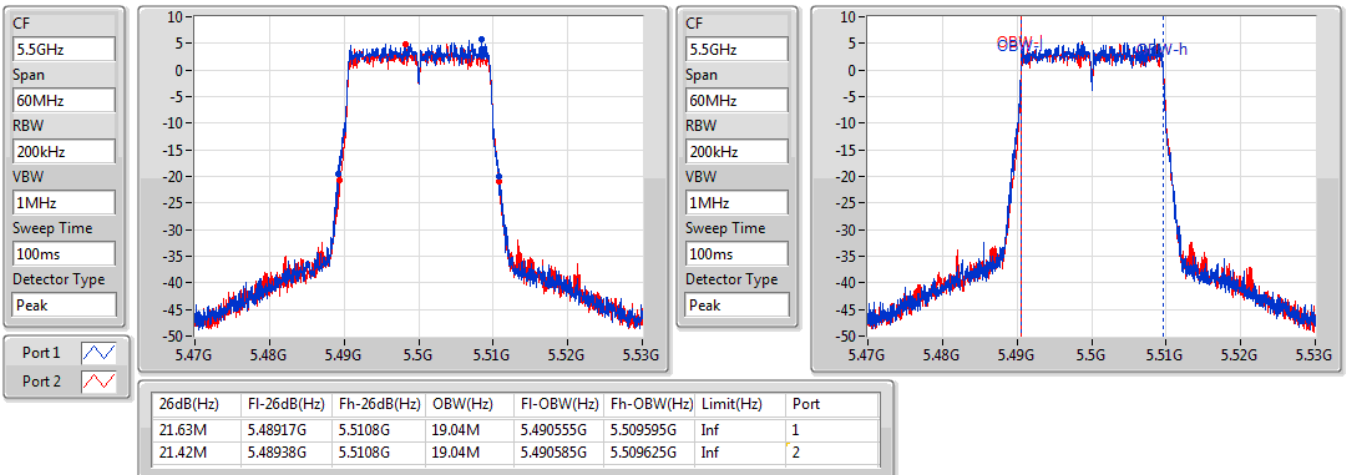 CF
5.5GHz
Span
60MHz
RBW
200kHz
VBW
1MHz
Sweep Time
100ms
Detector Type
Peak
Port 1
Port 2
10
5
0
-5
-10
-15
-20
-25
-30
-35
-40
-45
-50
5.47G 5.48G 5.49G 5.5G 5.51G 5.52G 5.53G
CF
5.5GHz
Span
60MHz
RBW
200kHz
VBW
1MHz
Sweep Time
100ms
Detector Type
Peak
10
5
0
-5
-10
-15
-20
-25
-30
-35
-40
-45
-50
OBW-l
OBW-h
5.47G 5.48G 5.49G 5.5G 5.51G 5.52G 5.53G
26dB(Hz) Fl-26dB(Hz) Fh-26dB(Hz) OBW(Hz) Fl-OBW(Hz) Fh-OBW(Hz) Limit(Hz) Port
21.63M 5.48917G 5.5108G 19.04M 5.490555G 5.509595G Inf 1
21.42M 5.48938G 5.5108G 19.04M 5.490585G 5.509625G Inf 2